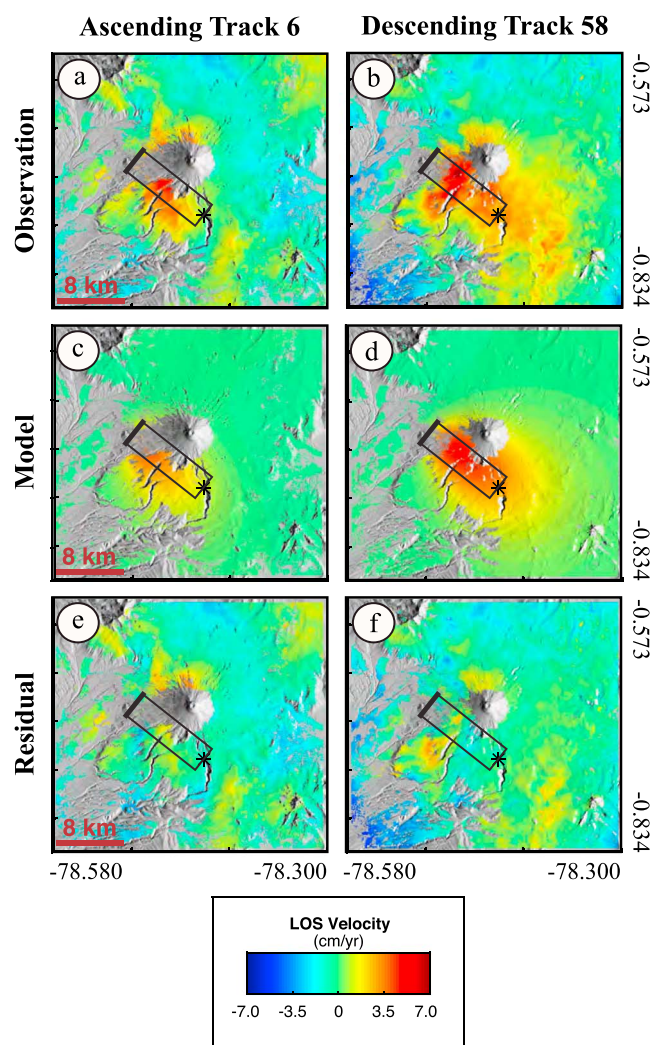 Ascending Track 6
Descending Track 58
Observation
a
b
-0.573
-0.834
8 km
Model
c
d
-0.573
-0.834
8 km
Residual
e
f
-0.573
-0.834
8 km
-78.580
-78.300
-78.580
-78.300
LOS Velocity
(cm/yr)
-7.0
-3.5
0
3.5
7.0